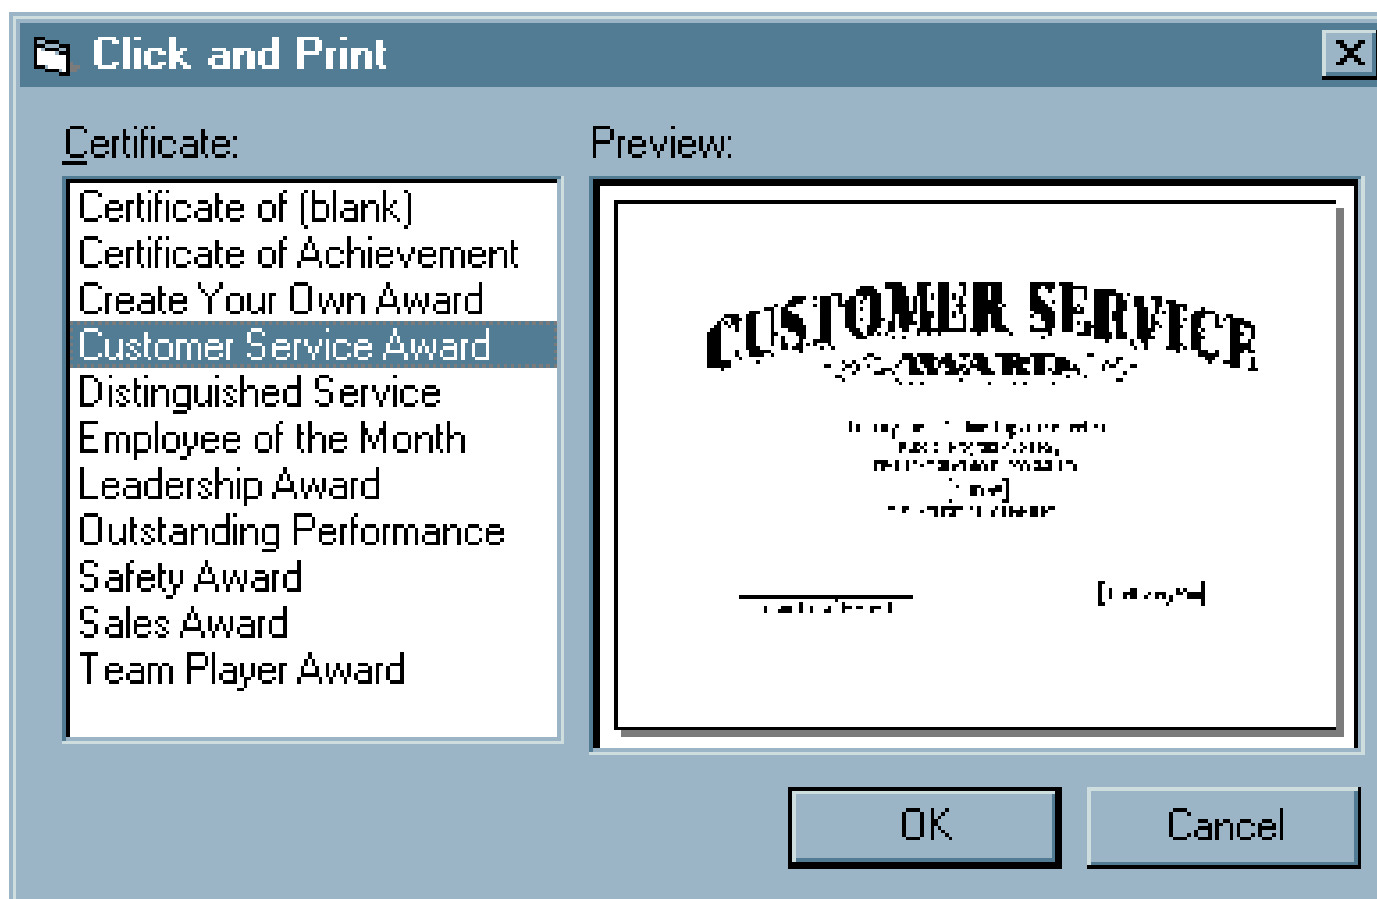 Click and Print
Certificate:
Certificate of (blank)
Certificate of Achievement
Create Your Own Award
Customer Service Award
Distinguished Service
Employee of the Month
Leadership Award
Outstanding Performance
Safety Award
Sales Award
Team Player Award
Preview:
CUSTOMER SERVICE
AWARD
OK
Cancel